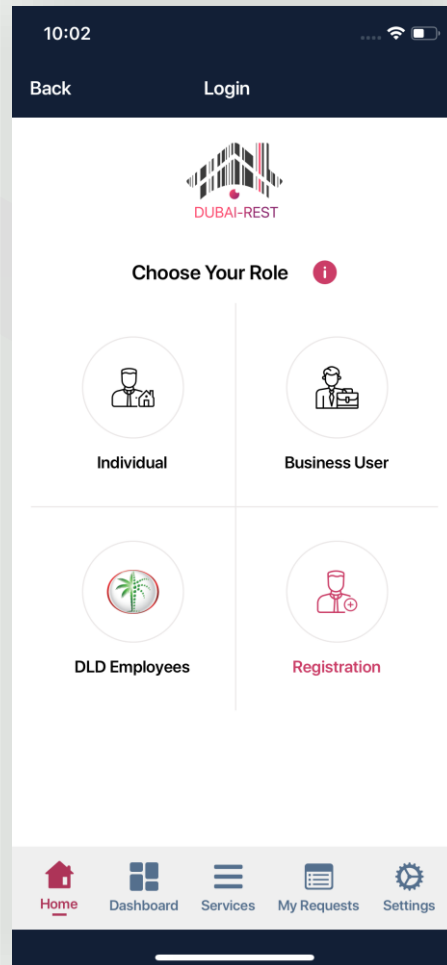 10:02
Back Login
DUBAI-REST
Choose Your Role i
Individual Business User
DLD Employees Registration
Home Dashboard Services My Requests Settings